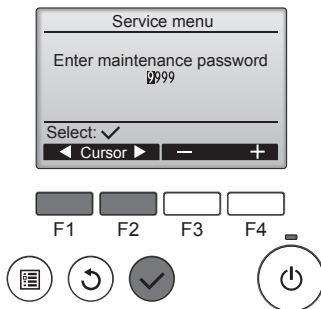 Service menu
Enter maintenance password
9999
Select: ✓
◀ Cursor ▶ − +
F1 F2 F3 F4